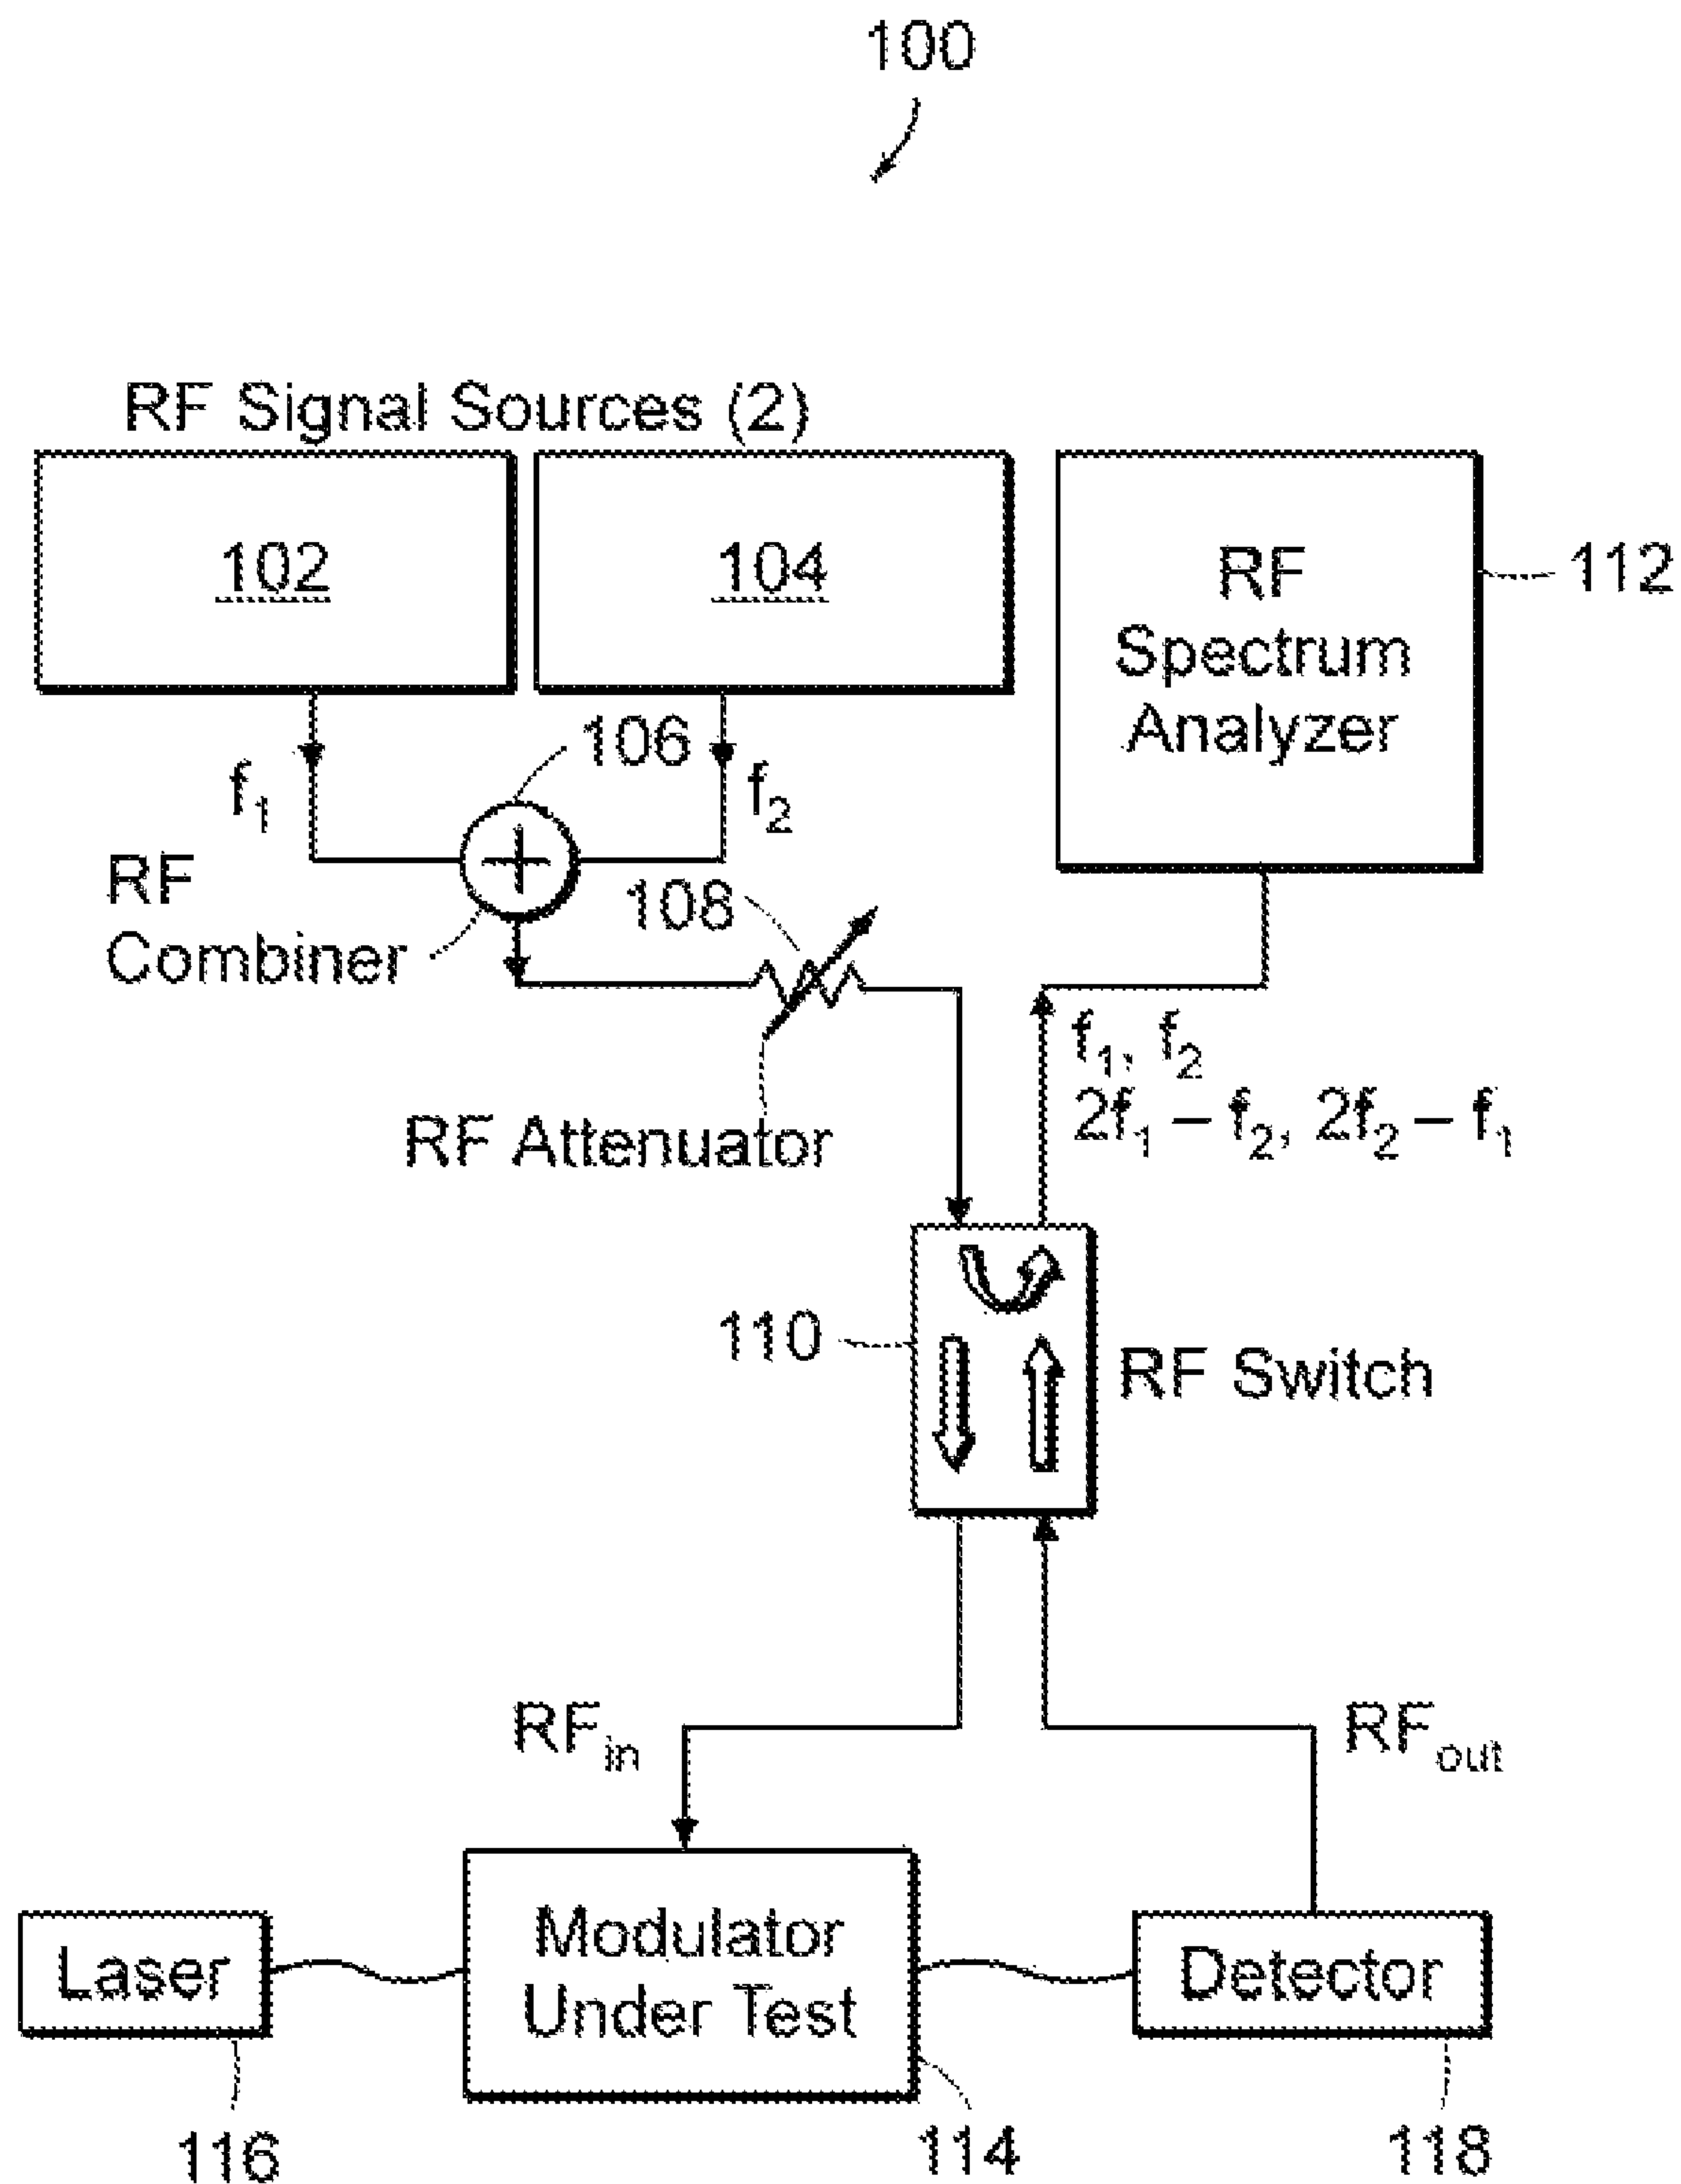 100
RF Signal Sources (2)
102
104
RF
Spectrum
Analyzer
112
106
f1
f2
RF
Combiner
108
RF Attenuator
f1, f2
2f1 – f2, 2f2 – f1
110
RF Switch
RFin
RFout
Laser
Modulator
Under Test
Detector
116
114
118